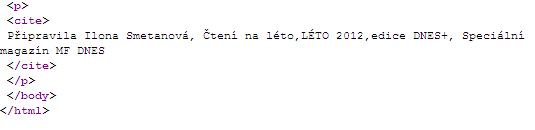 <p>
<cite>
Připravila Ilona Smetanová, Čtení na léto,LÉTO 2012,edice DNES+, Speciální
magazín MF DNES
</cite>
</p>
</body>
</html>